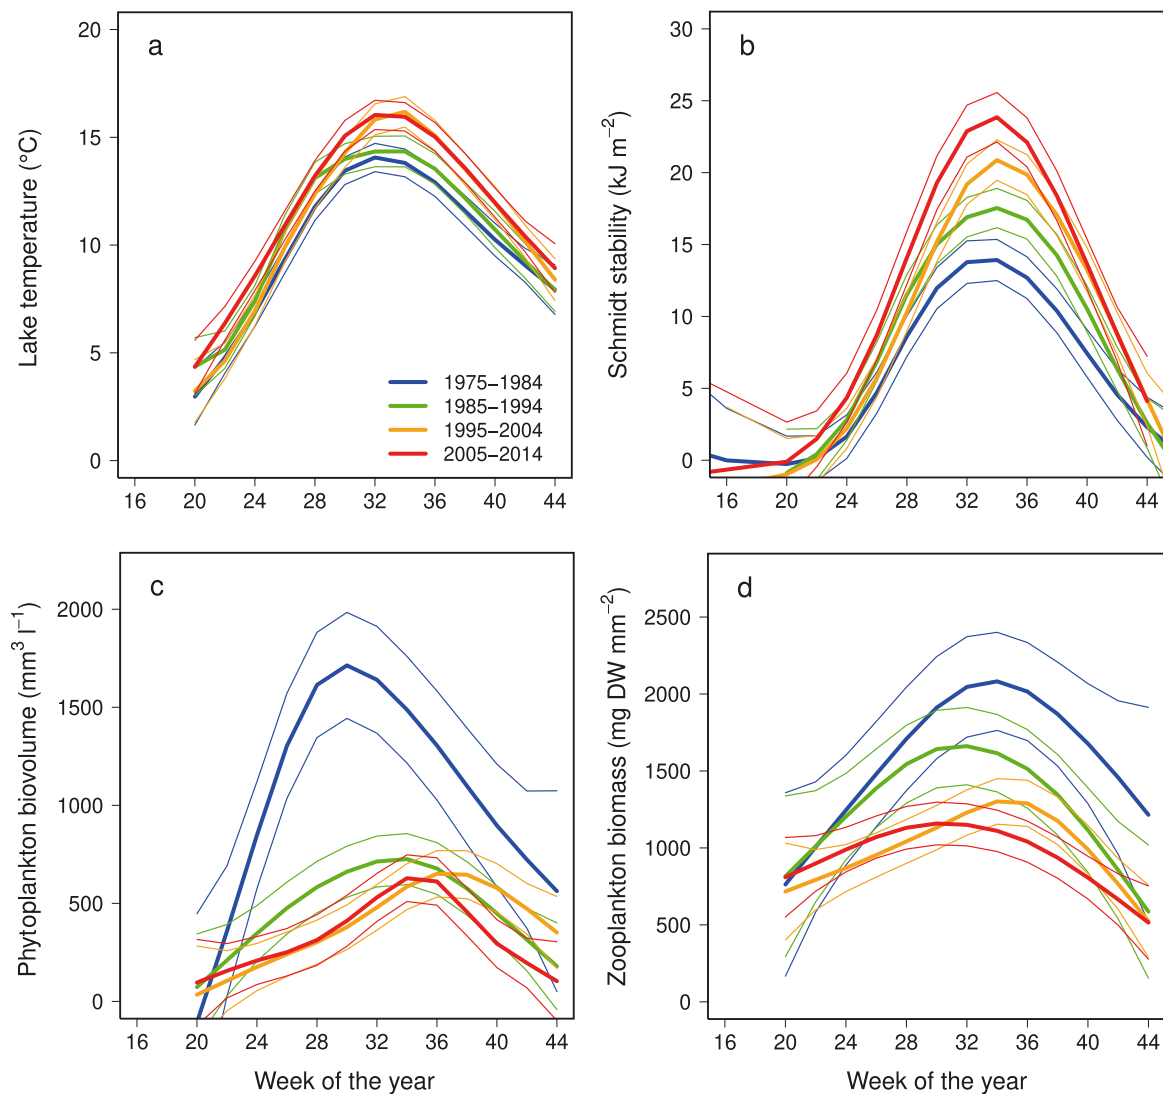 a
Lake temperature (°C)
20
15
10
5
0
16 20 24 28 32 36 40 44
1975–1984
1985–1994
1995–2004
2005–2014
b
Schmidt stability (kJ m⁻²)
30
25
20
15
10
5
0
16 20 24 28 32 36 40 44
c
Phytoplankton biovolume (mm³ l⁻¹)
2000
1500
1000
500
0
16 20 24 28 32 36 40 44
Week of the year
d
Zooplankton biomass (mg DW mm⁻²)
2500
2000
1500
1000
500
0
16 20 24 28 32 36 40 44
Week of the year